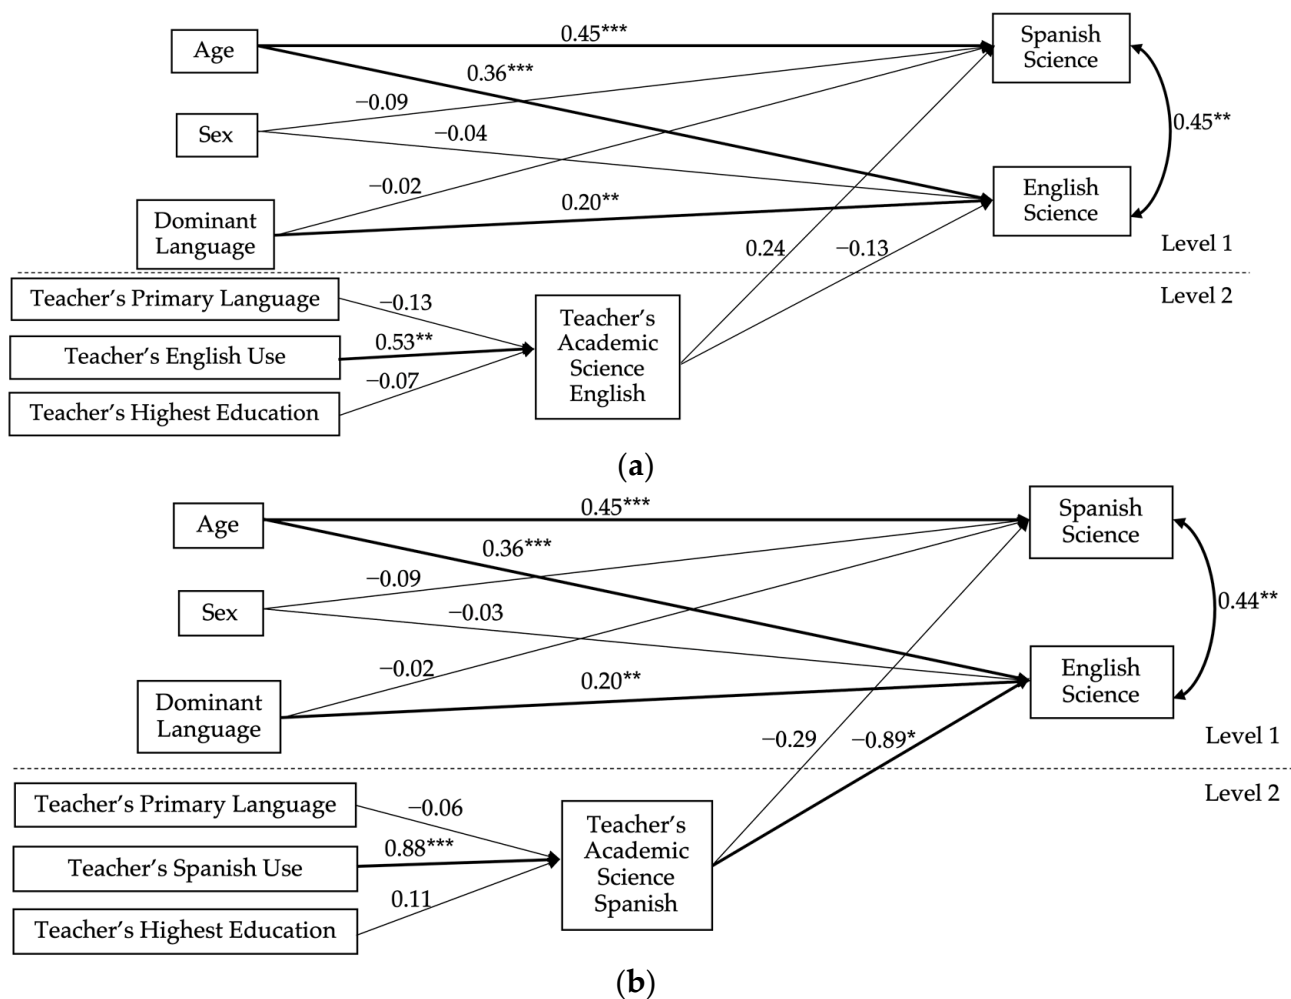 Age
0.45***
Spanish
Science
0.36***
−0.09
Sex
−0.04
0.45**
−0.02
Dominant
Language
0.20**
English
Science
0.24
−0.13
Level 1
Teacher’s Primary Language
−0.13
Level 2
Teacher’s English Use
0.53**
Teacher’s
Academic
Science
English
Teacher’s Highest Education
−0.07
(a)
Age
0.45***
Spanish
Science
0.36***
−0.09
Sex
−0.03
0.44**
−0.02
Dominant
Language
0.20**
English
Science
−0.29
−0.89*
Level 1
Teacher’s Primary Language
−0.06
Level 2
Teacher’s Spanish Use
0.88***
Teacher’s
Academic
Science
Spanish
Teacher’s Highest Education
0.11
(b)